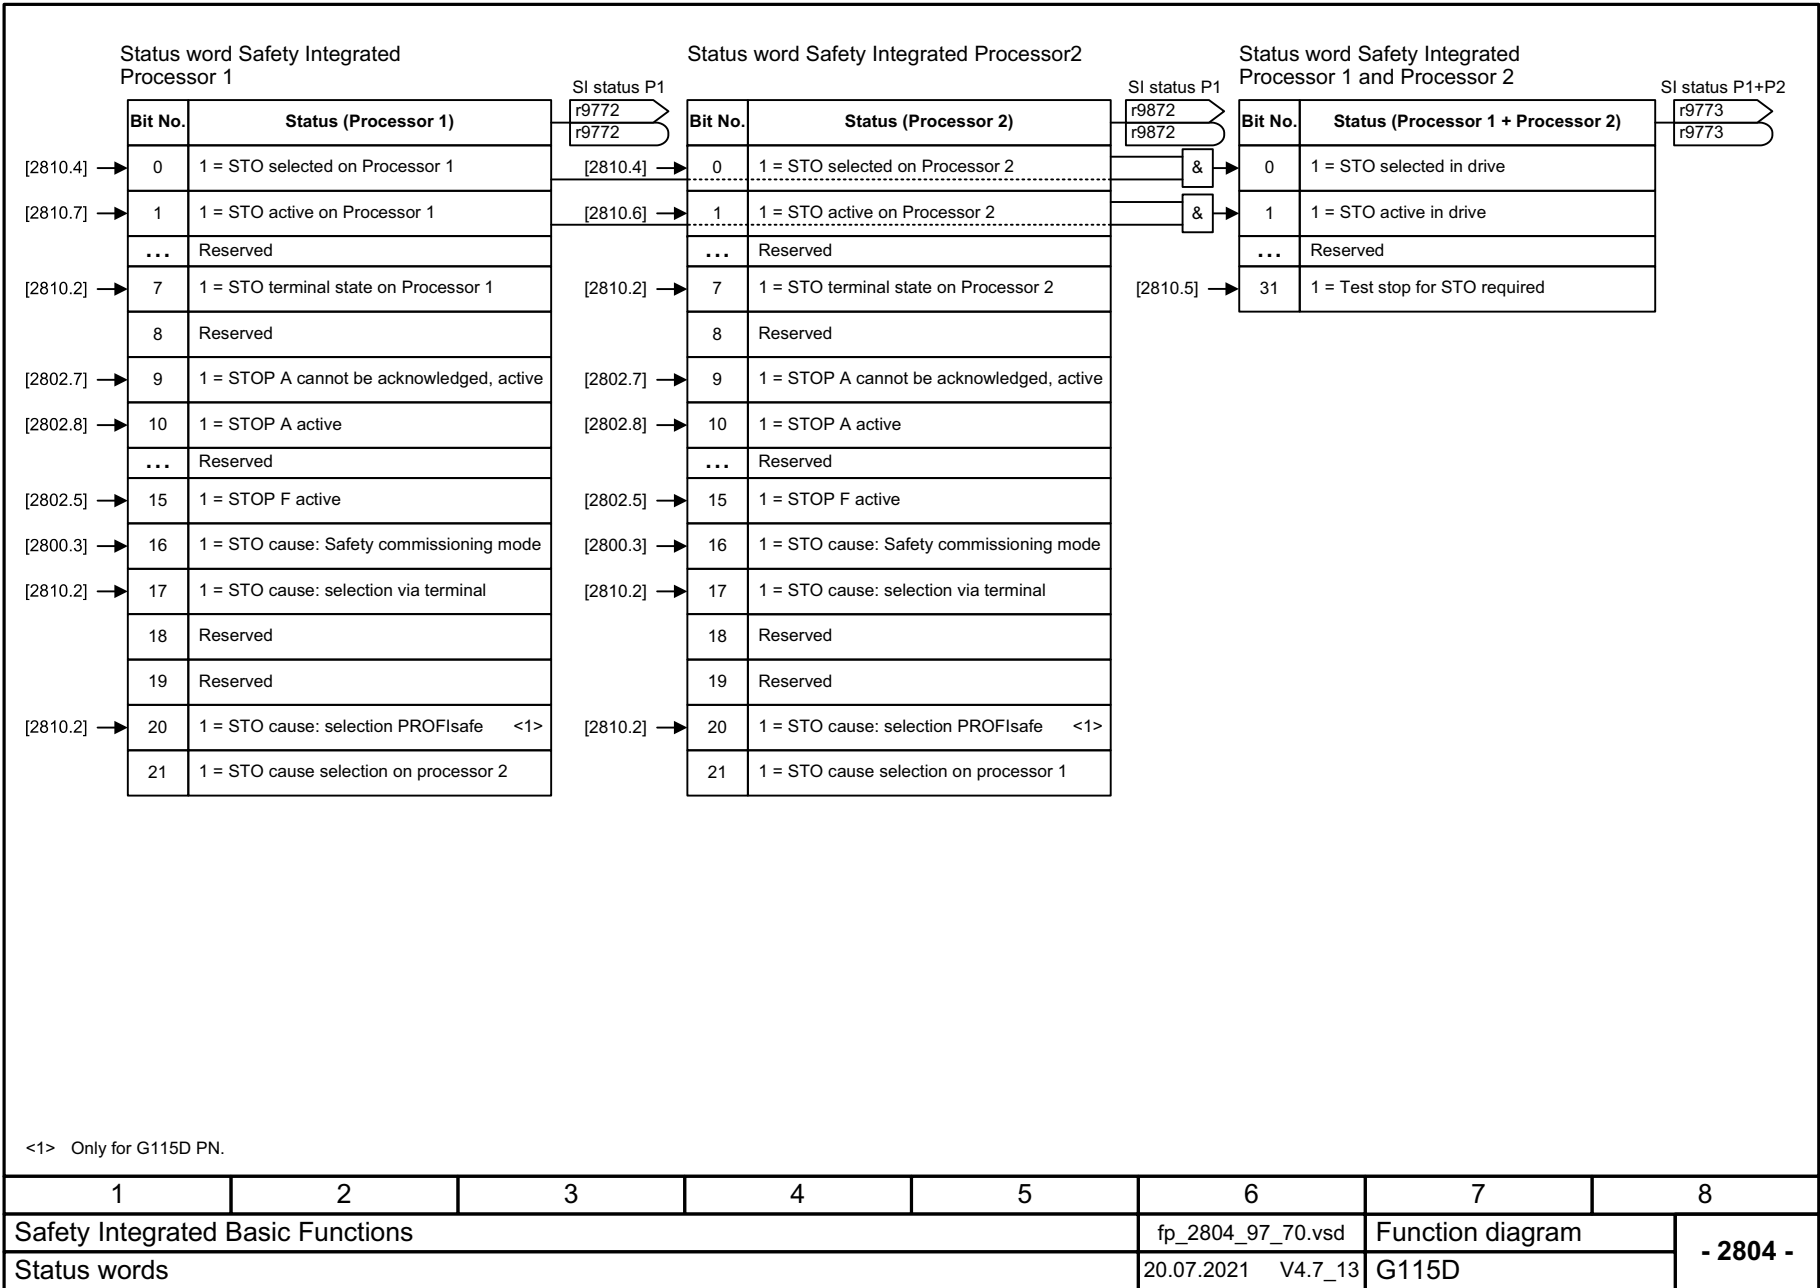 Status word Safety Integrated
Processor 1
SI status P1
r9772
r9772
Bit No. Status (Processor 1)
[2810.4] 0 1 = STO selected on Processor 1
[2810.7] 1 1 = STO active on Processor 1
... Reserved
[2810.2] 7 1 = STO terminal state on Processor 1
8 Reserved
[2802.7] 9 1 = STOP A cannot be acknowledged, active
[2802.8] 10 1 = STOP A active
... Reserved
[2802.5] 15 1 = STOP F active
[2800.3] 16 1 = STO cause: Safety commissioning mode
[2810.2] 17 1 = STO cause: selection via terminal
18 Reserved
19 Reserved
[2810.2] 20 1 = STO cause: selection PROFIsafe <1>
21 1 = STO cause selection on processor 2
Status word Safety Integrated Processor2
SI status P1
r9872
r9872
Bit No. Status (Processor 2)
[2810.4] 0 1 = STO selected on Processor 2
&
[2810.6] 1 1 = STO active on Processor 2
&
... Reserved
[2810.2] 7 1 = STO terminal state on Processor 2
8 Reserved
[2802.7] 9 1 = STOP A cannot be acknowledged, active
[2802.8] 10 1 = STOP A active
... Reserved
[2802.5] 15 1 = STOP F active
[2800.3] 16 1 = STO cause: Safety commissioning mode
[2810.2] 17 1 = STO cause: selection via terminal
18 Reserved
19 Reserved
[2810.2] 20 1 = STO cause: selection PROFIsafe <1>
21 1 = STO cause selection on processor 1
Status word Safety Integrated
Processor 1 and Processor 2
SI status P1+P2
r9773
r9773
Bit No. Status (Processor 1 + Processor 2)
0 1 = STO selected in drive
1 1 = STO active in drive
... Reserved
[2810.5] 31 1 = Test stop for STO required
<1> Only for G115D PN.
1 2 3 4 5 6 7 8
Safety Integrated Basic Functions fp_2804_97_70.vsd Function diagram
- 2804 -
Status words 20.07.2021 V4.7_13 G115D